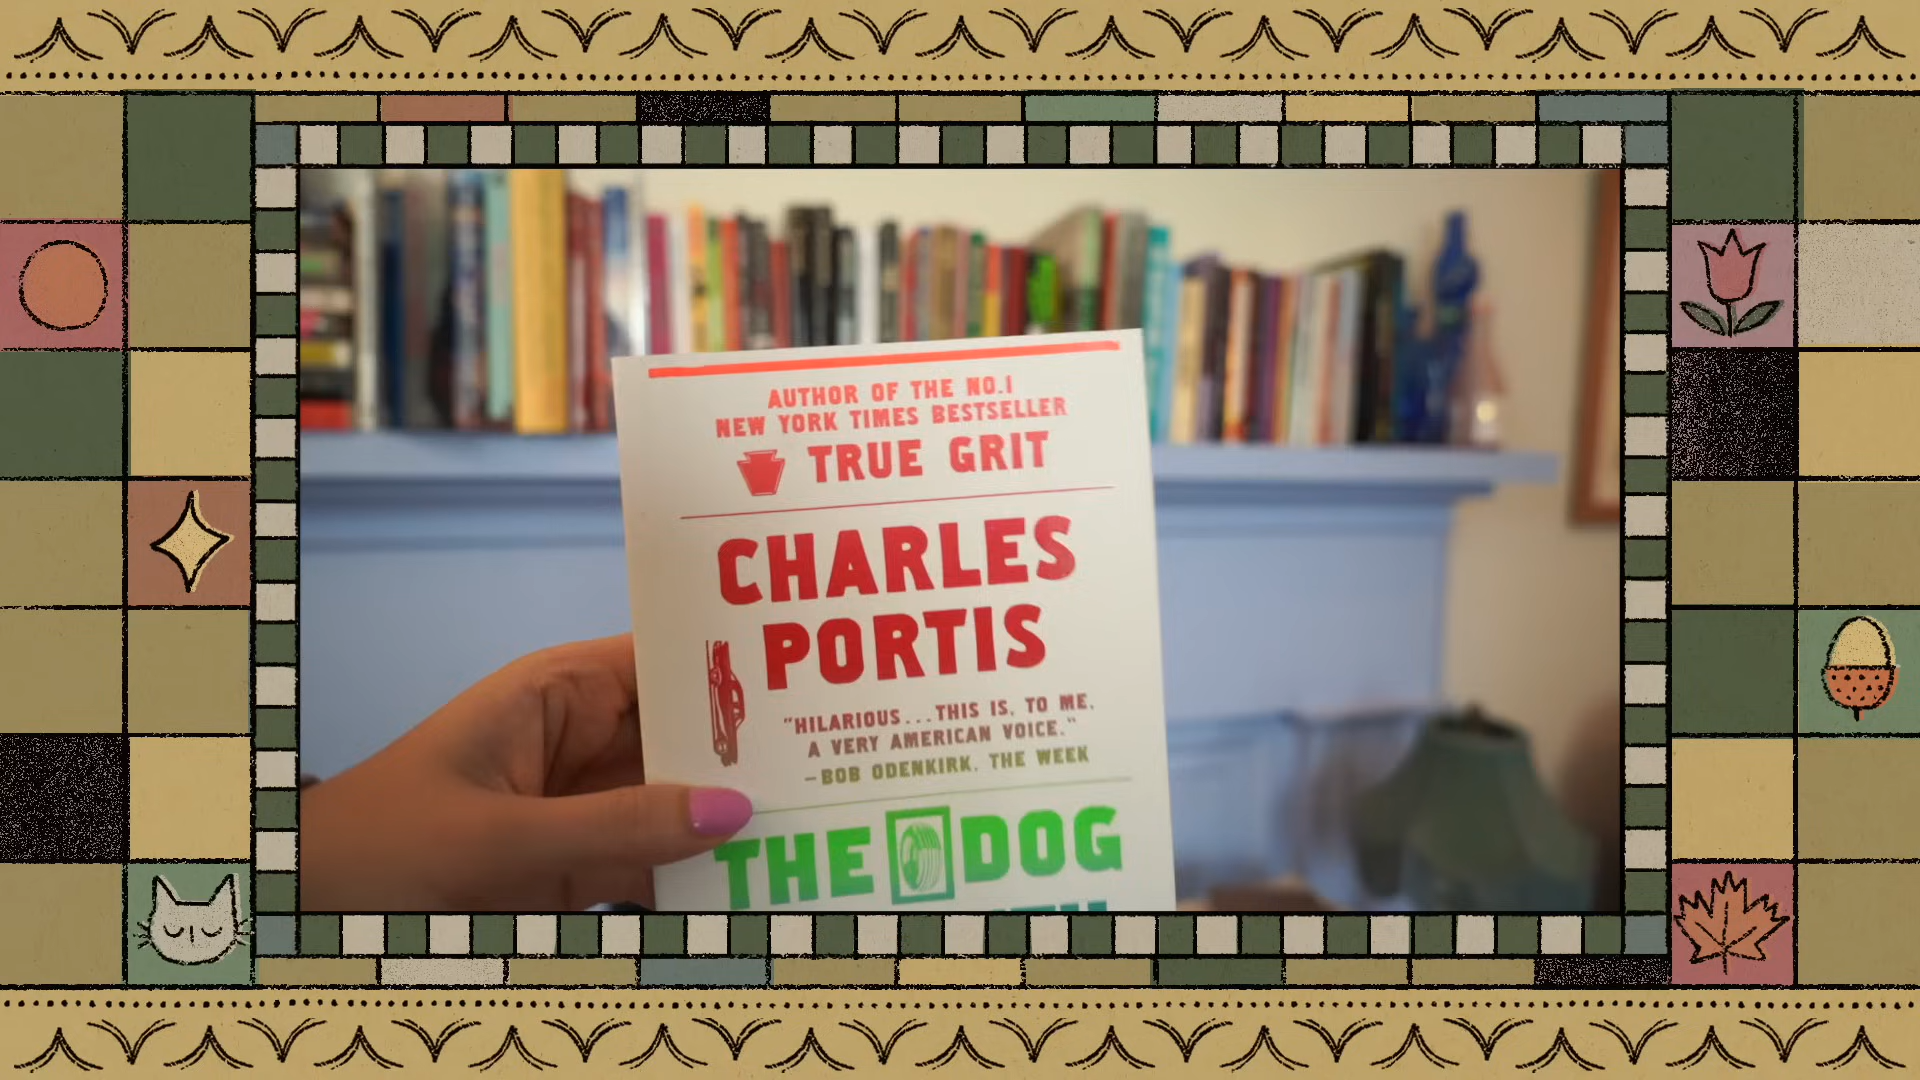 AUTHOR OF THE NO.1
NEW YORK TIMES BESTSELLER
TRUE GRIT
CHARLES
PORTIS
"HILARIOUS...THIS IS, TO ME,
A VERY AMERICAN VOICE."
—BOB ODENKIRK, THE WEEK
THE DOG